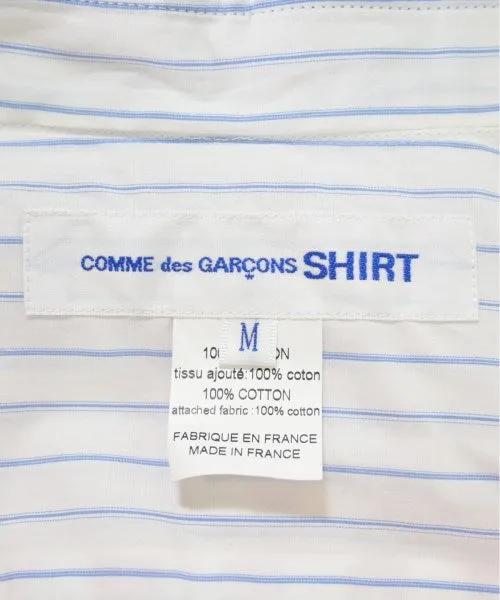 COMME des GARÇONS SHIRT
M
tissu ajouté:100% coton
100% COTTON
attached fabric :100% cotton
FABRIQUE EN FRANCE
MADE IN FRANCE